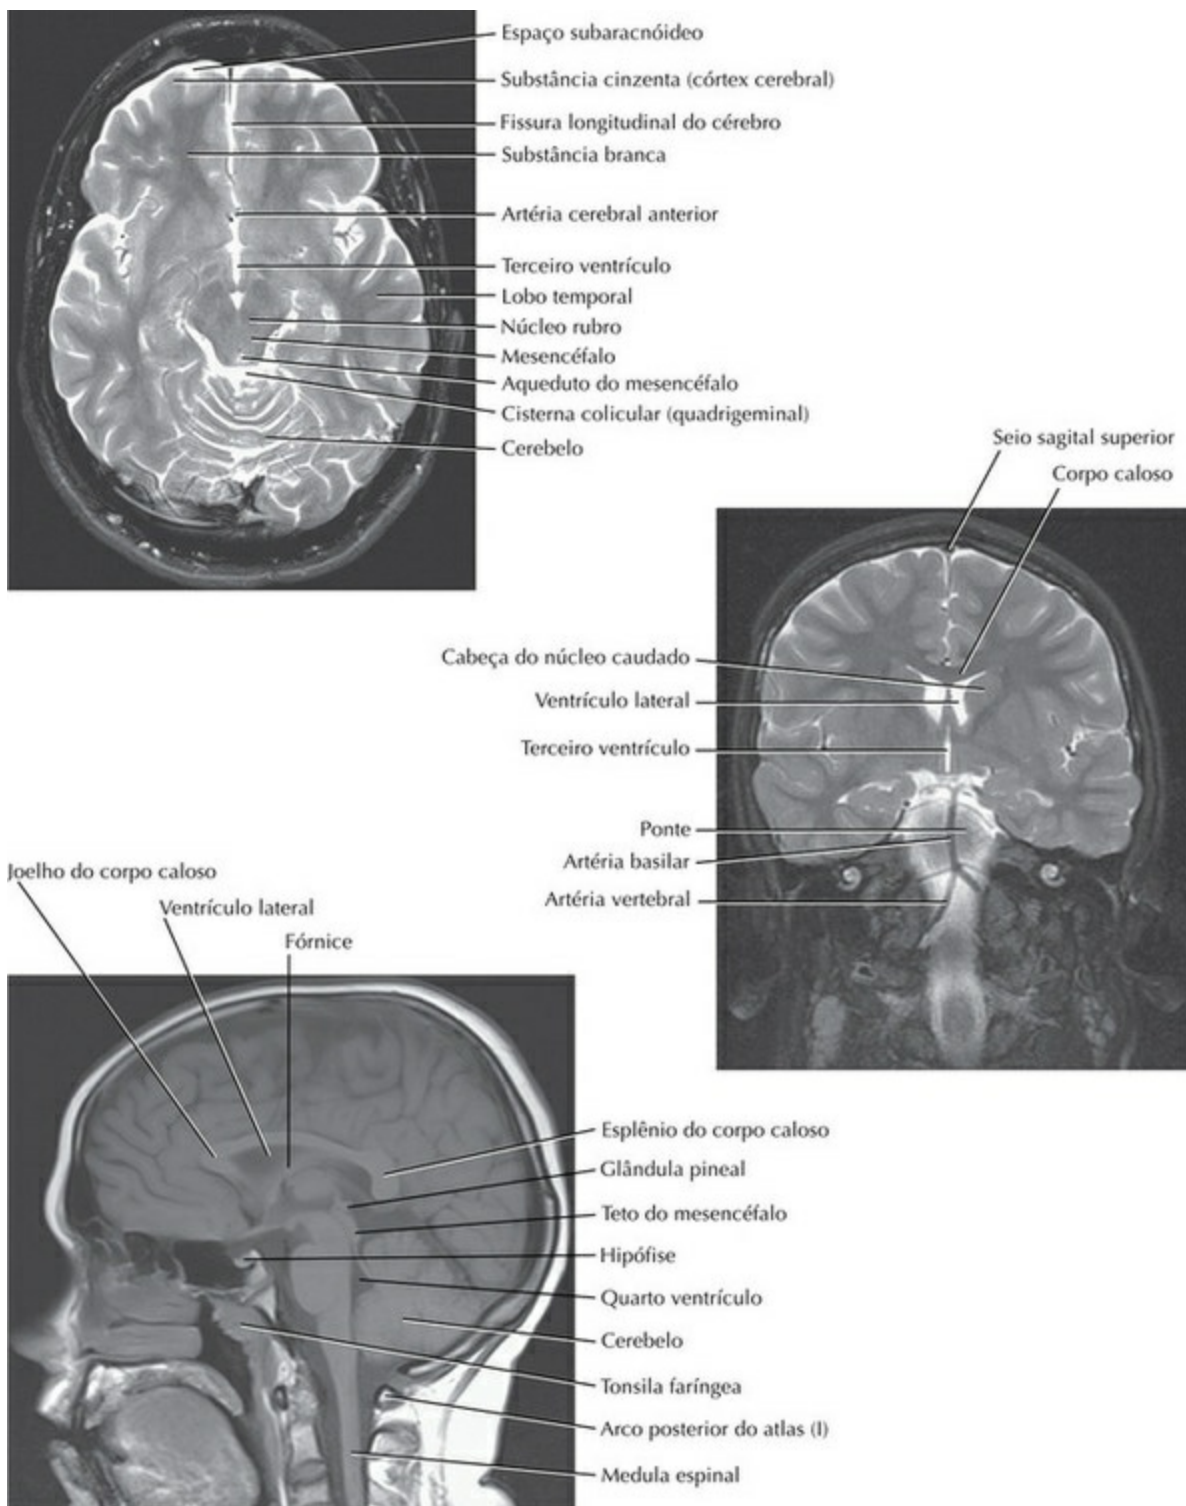 Espaço subaracnóideo
Substância cinzenta (córtex cerebral)
Fissura longitudinal do cérebro
Substância branca
Artéria cerebral anterior
Terceiro ventrículo
Lobo temporal
Núcleo rubro
Mesencéfalo
Aqueduto do mesencéfalo
Cisterna colicular (quadrigeminal)
Cerebelo
Seio sagital superior
Corpo caloso
Cabeça do núcleo caudado
Ventrículo lateral
Terceiro ventrículo
Ponte
Artéria basilar
Artéria vertebral
Joelho do corpo caloso
Ventrículo lateral
Fórnice
Esplênio do corpo caloso
Glândula pineal
Teto do mesencéfalo
Hipófise
Quarto ventrículo
Cerebelo
Tonsila faríngea
Arco posterior do atlas (I)
Medula espinal